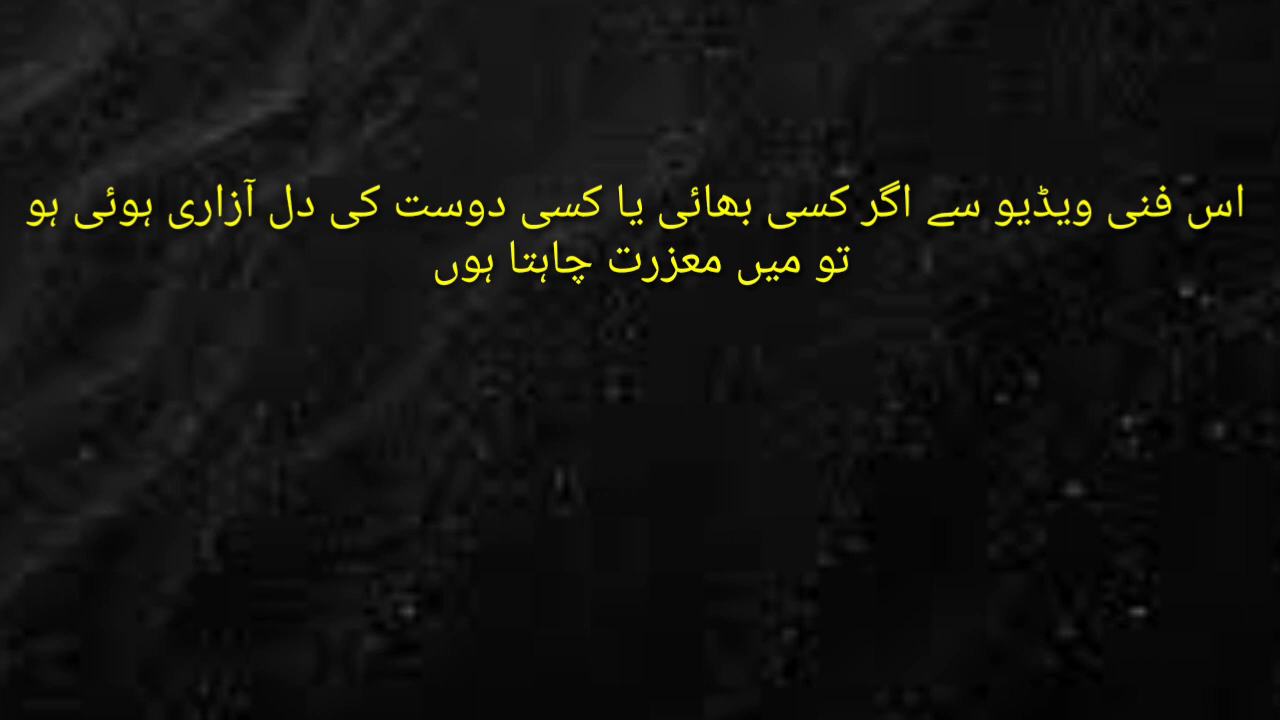 اس فنی ویڈیو سے اگر کسی بھائی یا کسی دوست کی دل آزاری ہوئی ہو
تو میں معزرت چاہتا ہوں